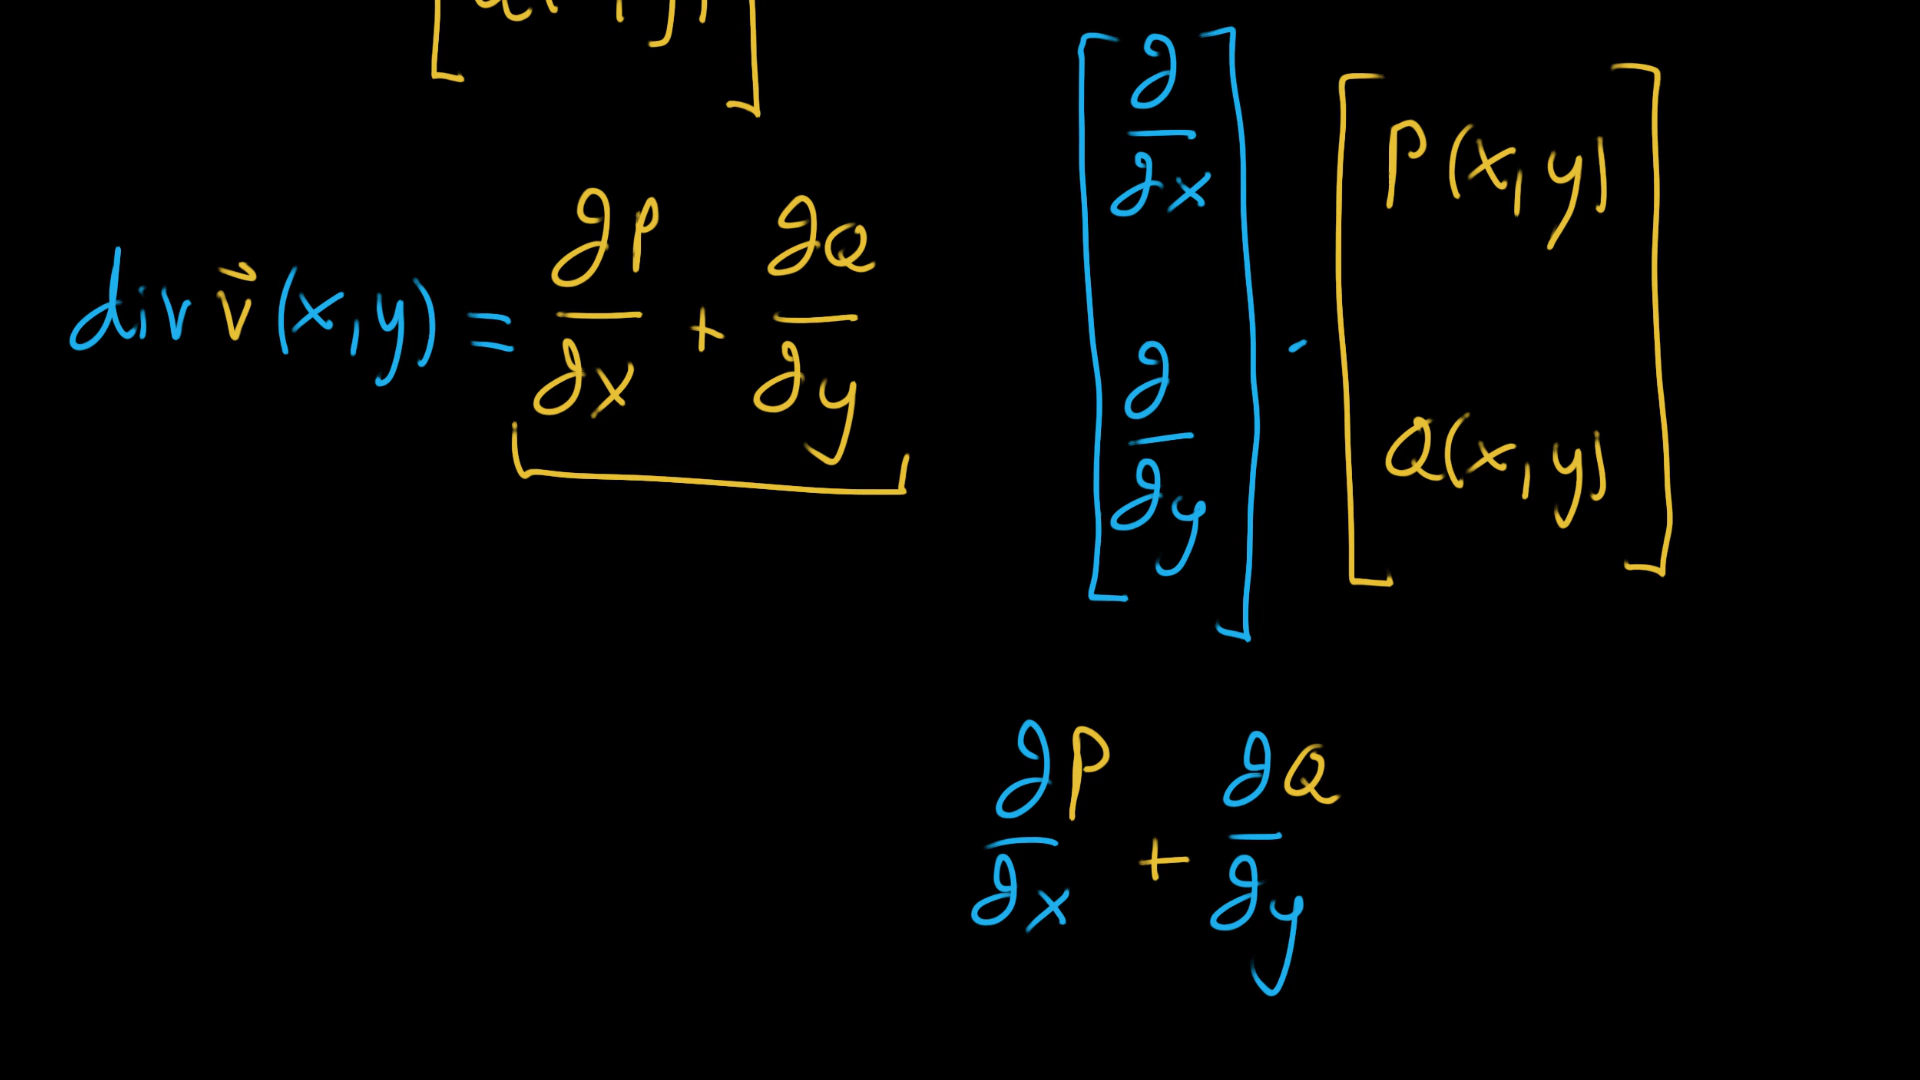 Q(x,y)
div v⃗(x,y) = ∂P/∂x + ∂Q/∂y
[∂/∂x ∂/∂y] · [P(x,y) Q(x,y)]
∂P/∂x + ∂Q/∂y